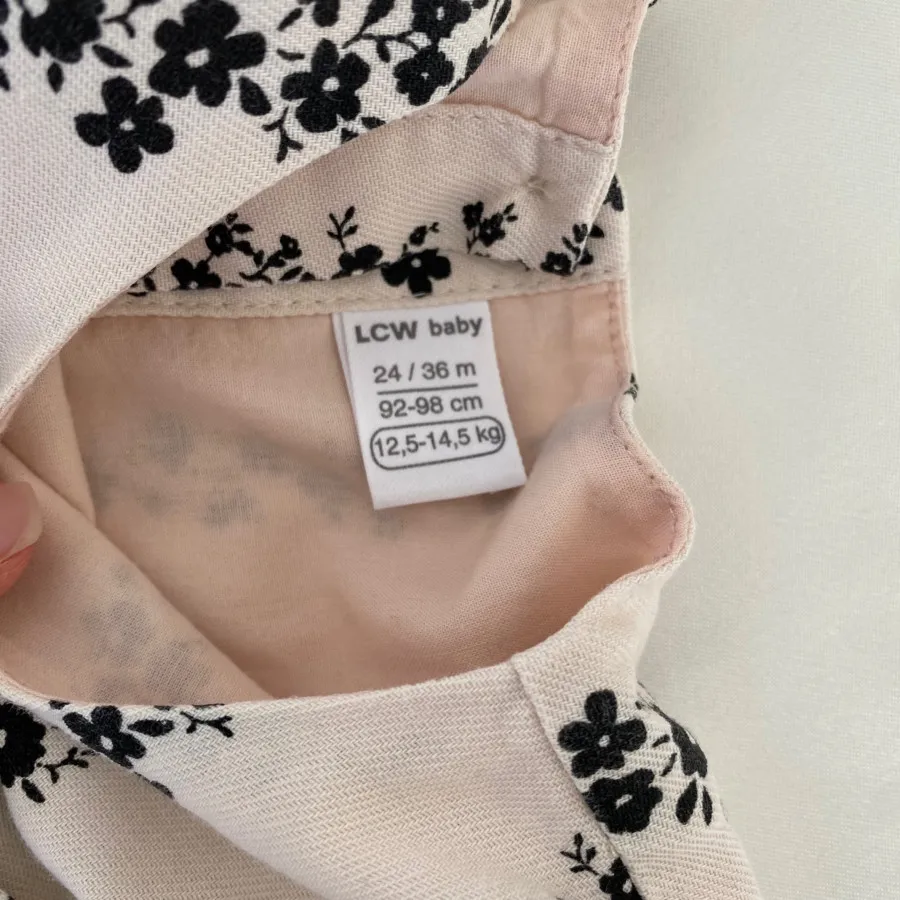 LCW baby
24 / 36 m
92-98 cm
12,5-14,5 kg